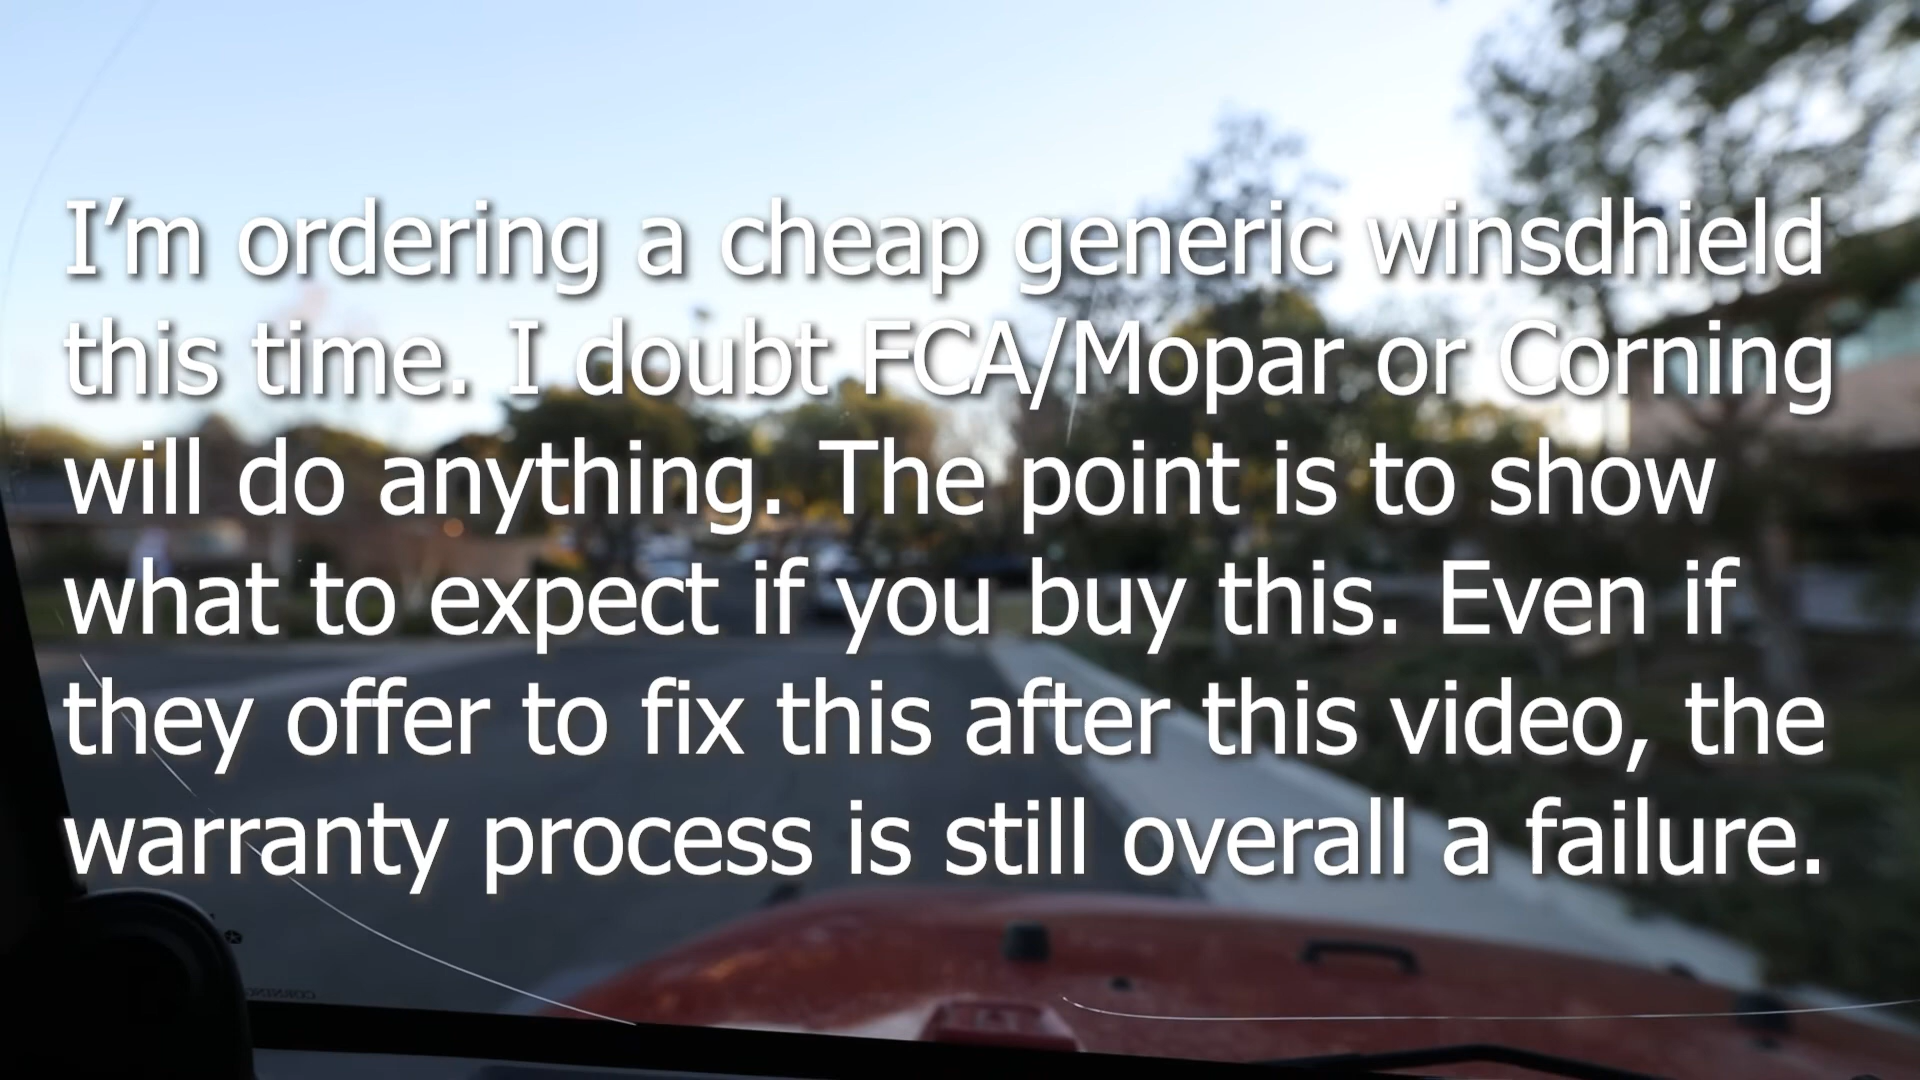 I’m ordering a cheap generic winsdhield
this time. I doubt FCA/Mopar or Corning
will do anything. The point is to show
what to expect if you buy this. Even if
they offer to fix this after this video, the
warranty process is still overall a failure.
CORNING